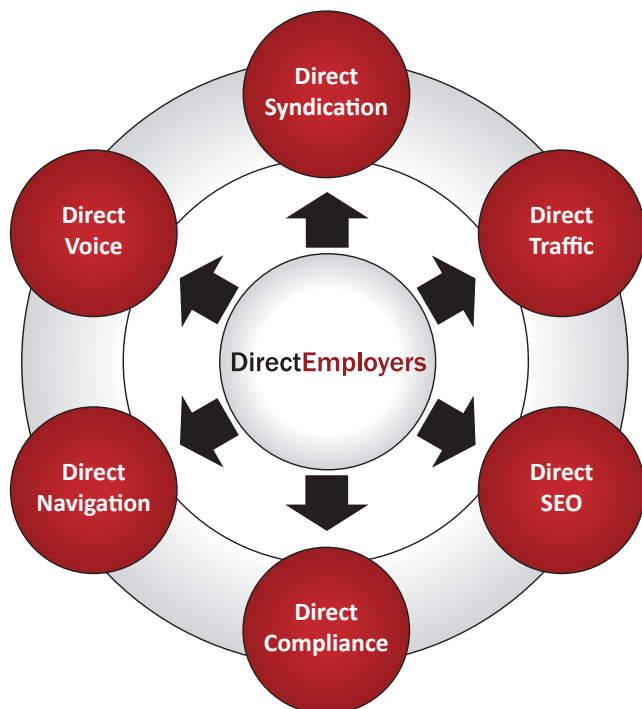 Direct
Syndication
Direct
Voice
Direct
Traffic
DirectEmployers
Direct
Navigation
Direct
SEO
Direct
Compliance